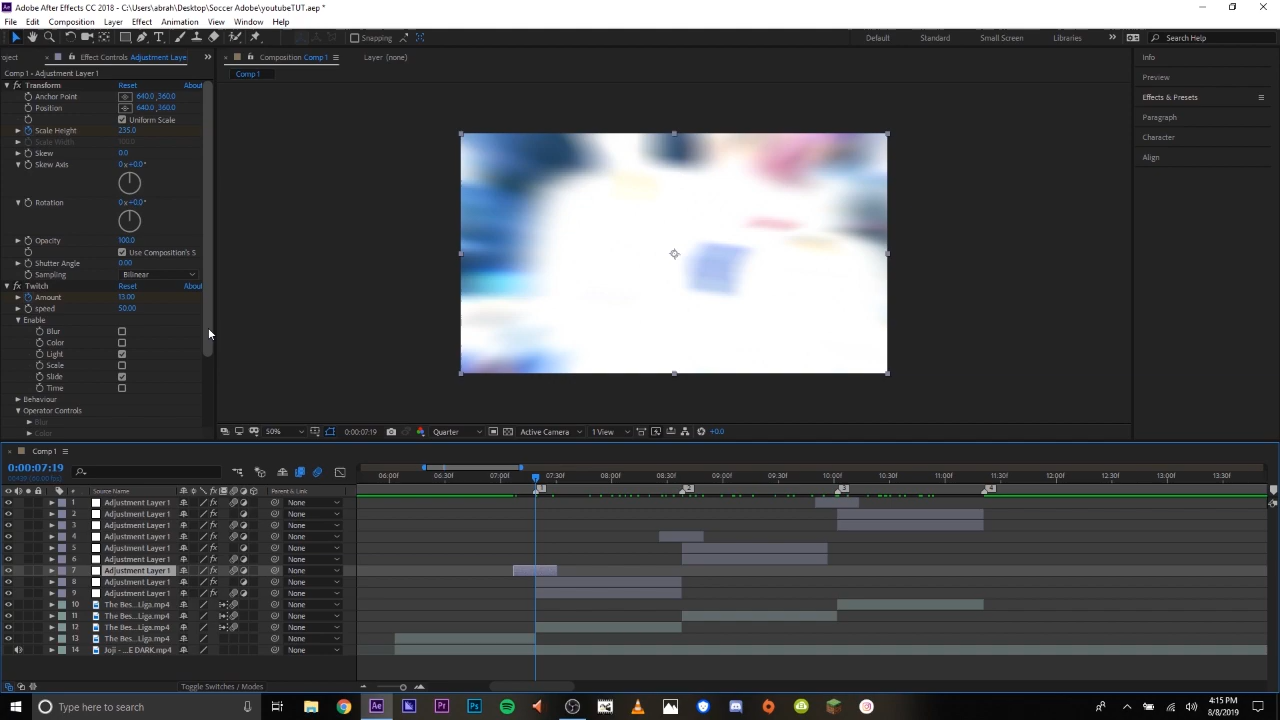 Adobe After Effects CC 2018 - C:\Users\abrah\Desktop\Soccer Adobe\youtubeTUT.aep *
File Edit Composition Layer Effect Animation View Window Help
Snapping
Default Standard Small Screen Libraries Search Help
oject Effect Controls Adjustment Laye
Composition Comp 1 Layer (none)
Comp 1 - Adjustment Layer 1
Comp 1
Transform Reset About
Anchor Point 640.0,360.0
Position 640.0,360.0
Uniform Scale
Scale Height 235.0
Scale Width 100.0
Skew 0.0
Skew Axis 0x+0.0°
Rotation 0x+0.0°
Opacity 100.0
Use Composition's S
Shutter Angle 0.00
Sampling Bilinear
Twitch Reset About
Amount 13.00
speed 50.00
Enable
Blur
Color
Light
Scale
Slide
Time
Behaviour
Operator Controls
Blur
Color
Info
Preview
Effects & Presets
Paragraph
Character
Align
50% 0:00:07:19 Quarter Active Camera 1 View +0.0
Comp 1
0:00:07:19
06:00f 06:30f 07:00f 07:30f 08:00f 08:30f 09:00f 09:30f 10:00f 10:30f 11:00f 11:30f 12:00f 12:30f 13:00f 13:30f
# Source Name Parent & Link
1 2 3 4
1 Adjustment Layer 1 None
2 Adjustment Layer 1 None
3 Adjustment Layer 1 None
4 Adjustment Layer 1 None
5 Adjustment Layer 1 None
6 Adjustment Layer 1 None
7 Adjustment Layer 1 None
8 Adjustment Layer 1 None
9 Adjustment Layer 1 None
10 The Bes...Liga.mp4 None
11 The Bes...Liga.mp4 None
12 The Bes...Liga.mp4 None
13 The Bes...Liga.mp4 None
14 Joji - ...E DARK.mp4 None
Toggle Switches / Modes
Type here to search
4:15 PM
8/8/2019